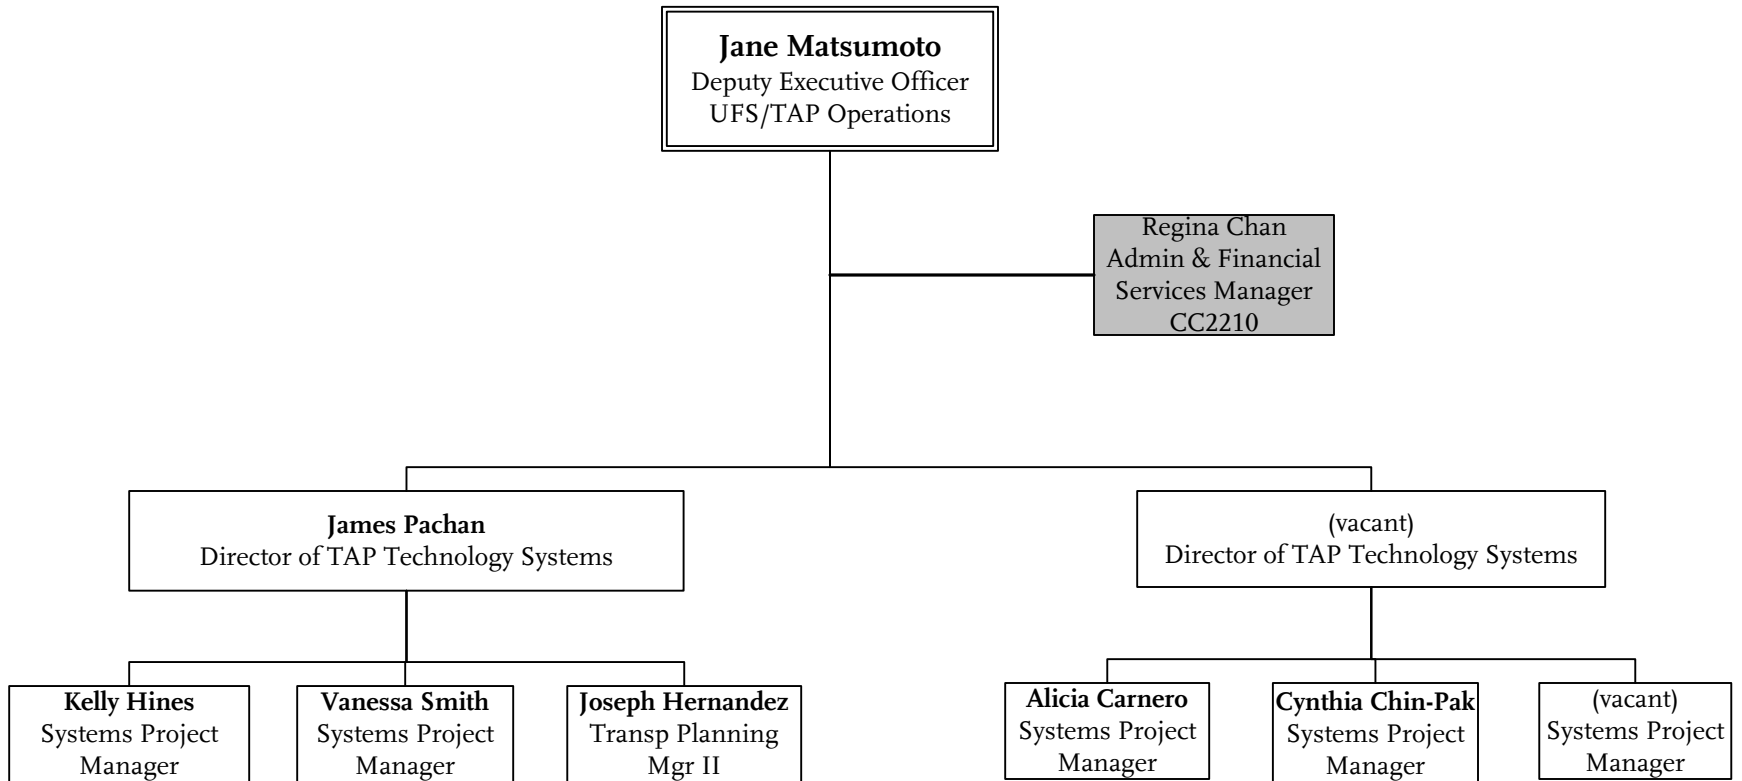 Jane Matsumoto
Deputy Executive Officer
UFS/TAP Operations
Regina Chan
Admin & Financial
Services Manager
CC2210
James Pachan
Director of TAP Technology Systems
(vacant)
Director of TAP Technology Systems
Kelly Hines
Systems Project
Manager
Vanessa Smith
Systems Project
Manager
Joseph Hernandez
Transp Planning
Mgr II
Alicia Carnero
Systems Project
Manager
Cynthia Chin-Pak
Systems Project
Manager
(vacant)
Systems Project
Manager